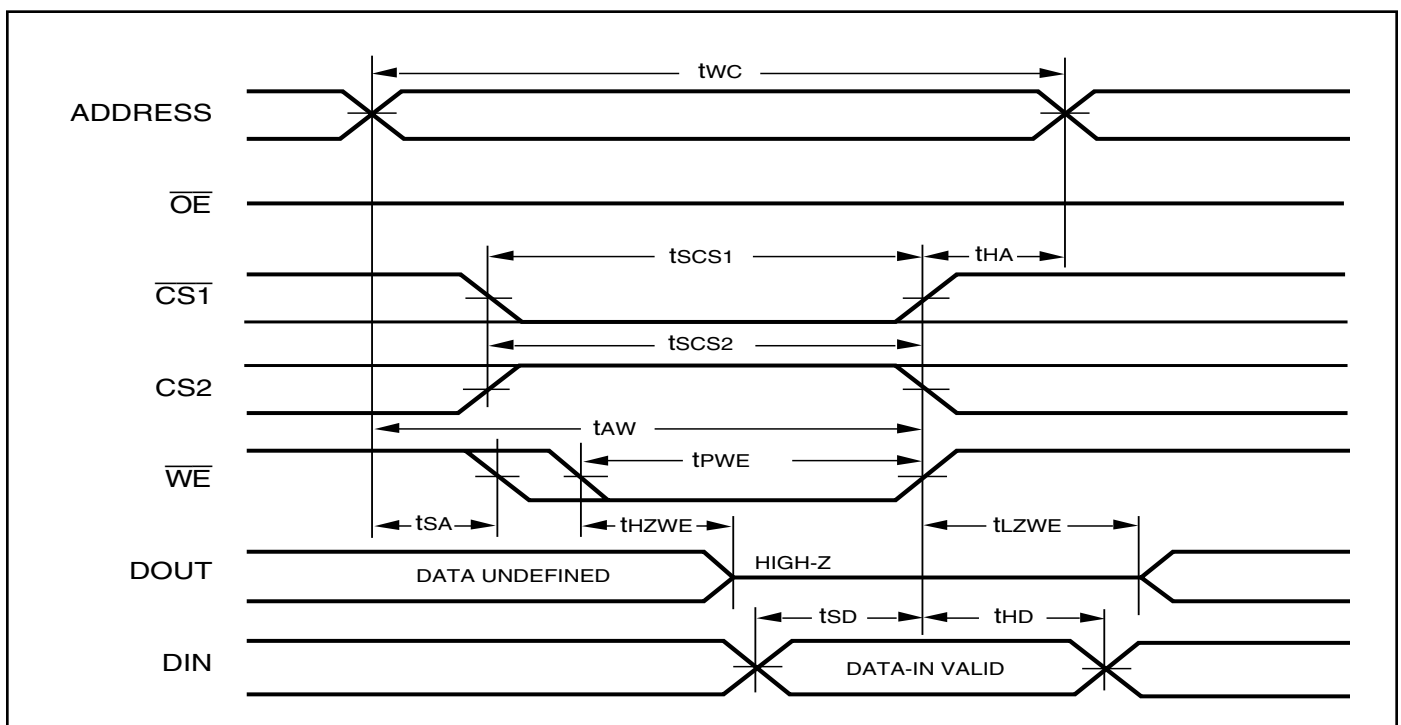 tWC
ADDRESS
OE
tSCS1
tHA
CS1
tSCS2
CS2
tAW
tPWE
WE
tSA
tHZWE
tLZWE
DOUT
DATA UNDEFINED
HIGH-Z
tSD
tHD
DIN
DATA-IN VALID